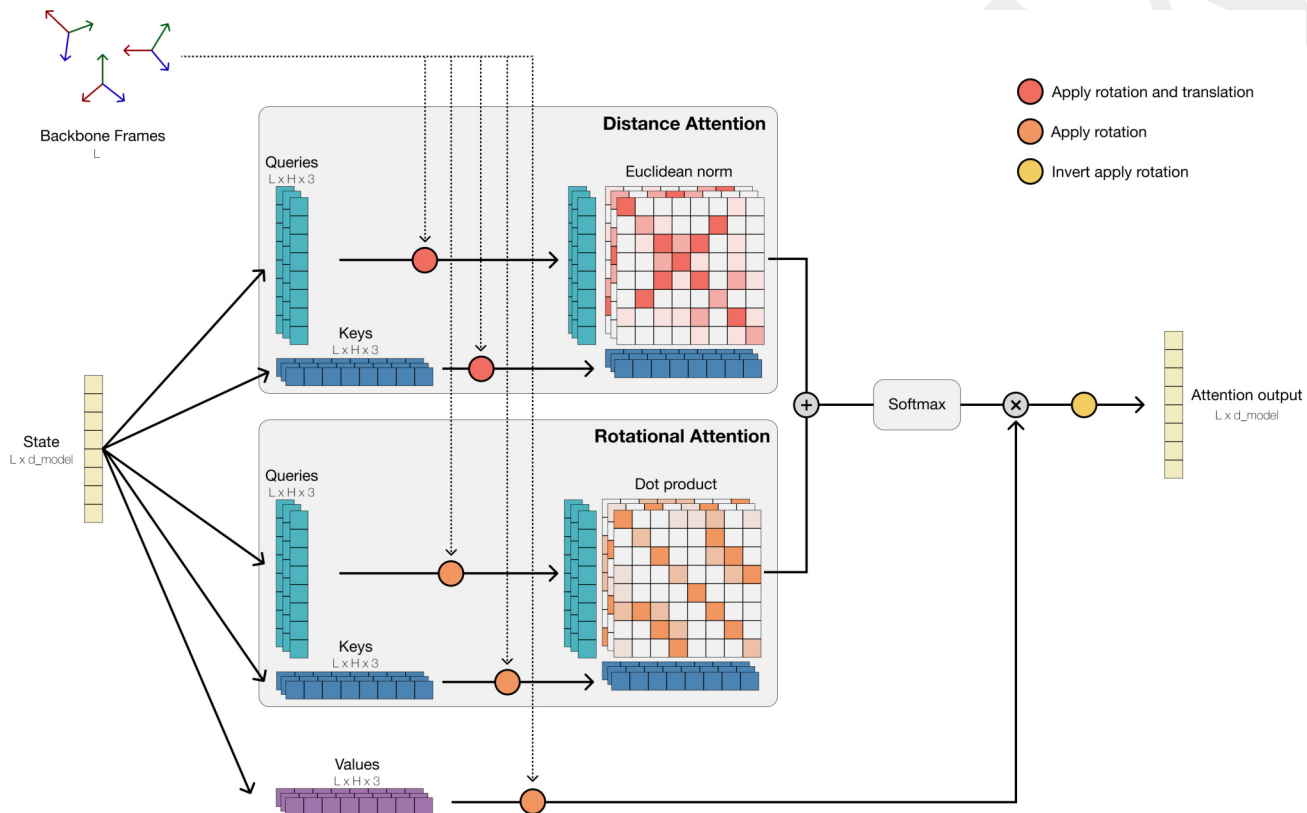 Backbone Frames
L
Apply rotation and translation
Apply rotation
Invert apply rotation
Distance Attention
Queries
L x H x 3
Euclidean norm
Keys
L x H x 3
State
L x d_model
+
Softmax
×
Attention output
L x d_model
Rotational Attention
Queries
L x H x 3
Dot product
Keys
L x H x 3
Values
L x H x 3